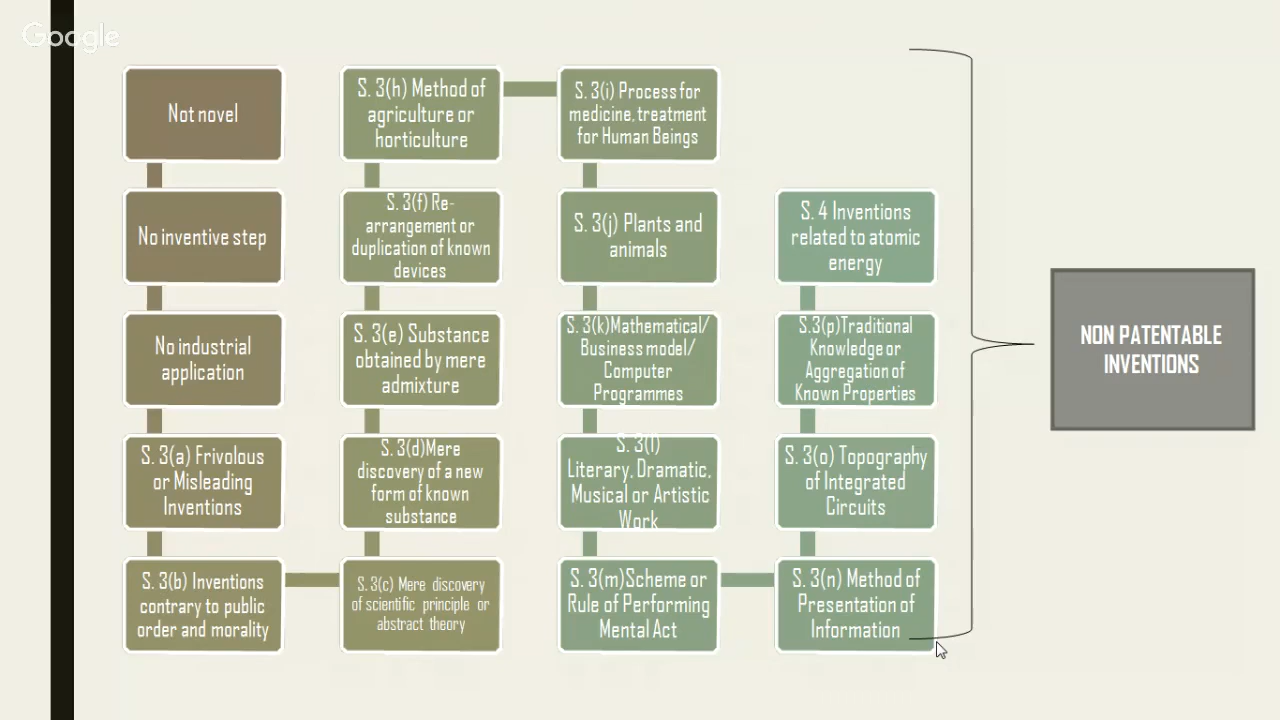 Google
Not novel
No inventive step
No industrial
application
S. 3(a) Frivolous
or Misleading
Inventions
S. 3(b) Inventions
contrary to public
order and morality
S. 3(c) Mere discovery
of scientific principle or
abstract theory
S. 3(d)Mere
discovery of a new
form of known
substance
S. 3(e) Substance
obtained by mere
admixture
S. 3(f) Re-
arrangement or
duplication of known
devices
S. 3(h) Method of
agriculture or
horticulture
S. 3(i) Process for
medicine, treatment
for Human Beings
S. 3(j) Plants and
animals
S. 3(k)Mathematical/
Business model/
Computer
Programmes
S. 3(l)
Literary, Dramatic,
Musical or Artistic
Work
S. 3(m)Scheme or
Rule of Performing
Mental Act
S. 3(n) Method of
Presentation of
Information
S. 3(o) Topography
of Integrated
Circuits
S.3(p)Traditional
Knowledge or
Aggregation of
Known Properties
S. 4 Inventions
related to atomic
energy
NON PATENTABLE
INVENTIONS